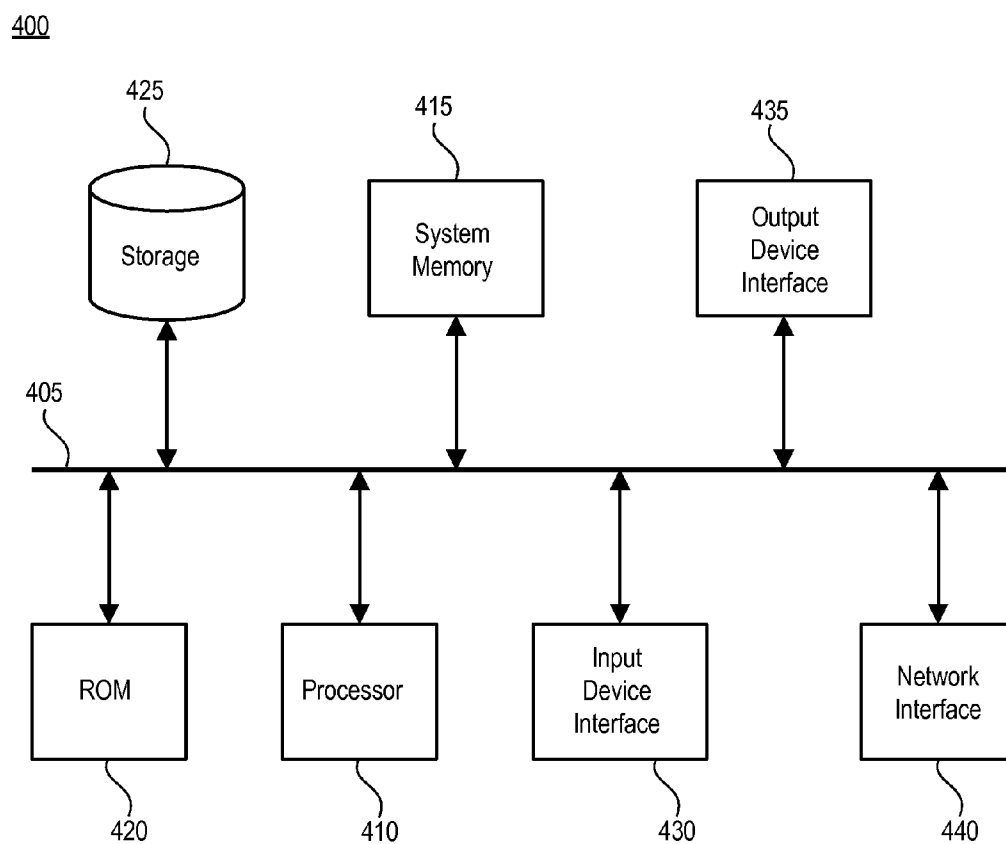 400
425
415
435
Storage
System
Memory
Output
Device
Interface
405
ROM
Processor
Input
Device
Interface
Network
Interface
420
410
430
440